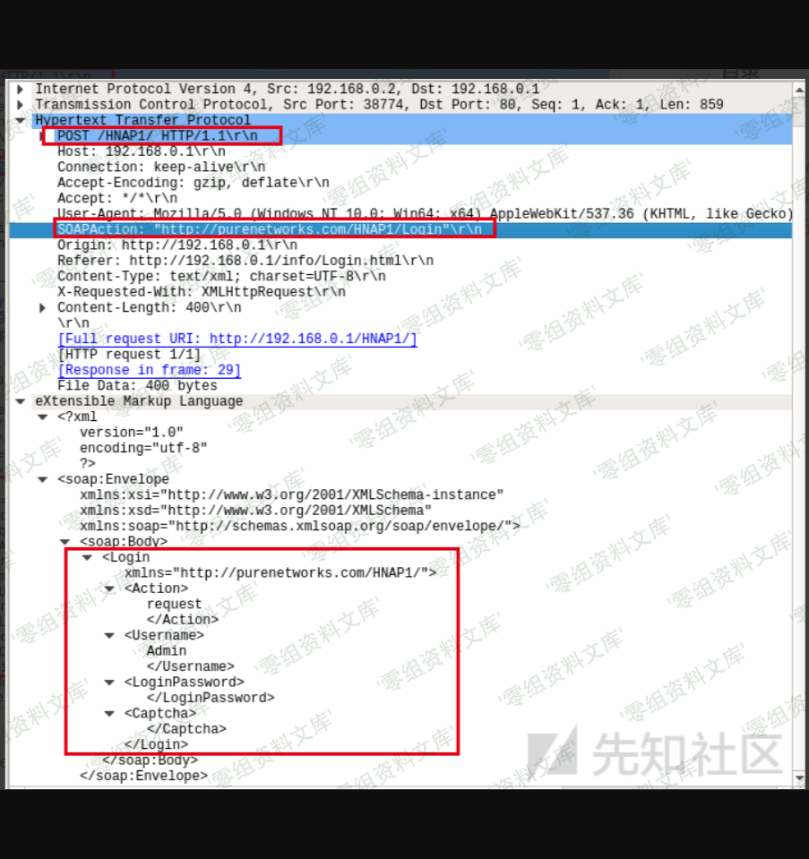 Internet Protocol Version 4, Src: 192.168.0.2, Dst: 192.168.0.1
Transmission Control Protocol, Src Port: 38774, Dst Port: 80, Seq: 1, Ack: 1, Len: 859
Hypertext Transfer Protocol
POST /HNAP1/ HTTP/1.1\r\n
Host: 192.168.0.1\r\n
Connection: keep-alive\r\n
Accept-Encoding: gzip, deflate\r\n
Accept: */*\r\n
User-Agent: Mozilla/5.0 (Windows NT 10.0; Win64; x64) AppleWebKit/537.36 (KHTML, like Gecko)
SOAPAction: "http://purenetworks.com/HNAP1/Login"\r\n
Origin: http://192.168.0.1\r\n
Referer: http://192.168.0.1/info/Login.html\r\n
Content-Type: text/xml; charset=UTF-8\r\n
X-Requested-With: XMLHttpRequest\r\n
Content-Length: 400\r\n
\r\n
[Full request URI: http://192.168.0.1/HNAP1/]
[HTTP request 1/1]
[Response in frame: 29]
File Data: 400 bytes
eXtensible Markup Language
<?xml
version="1.0"
encoding="utf-8"
?>
<soap:Envelope
xmlns:xsi="http://www.w3.org/2001/XMLSchema-instance"
xmlns:xsd="http://www.w3.org/2001/XMLSchema"
xmlns:soap="http://schemas.xmlsoap.org/soap/envelope/">
<soap:Body>
<Login
xmlns="http://purenetworks.com/HNAP1/">
<Action>
request
</Action>
<Username>
Admin
</Username>
<LoginPassword>
</LoginPassword>
<Captcha>
</Captcha>
</Login>
</soap:Body>
</soap:Envelope>
'零组资料文库'
先知社区